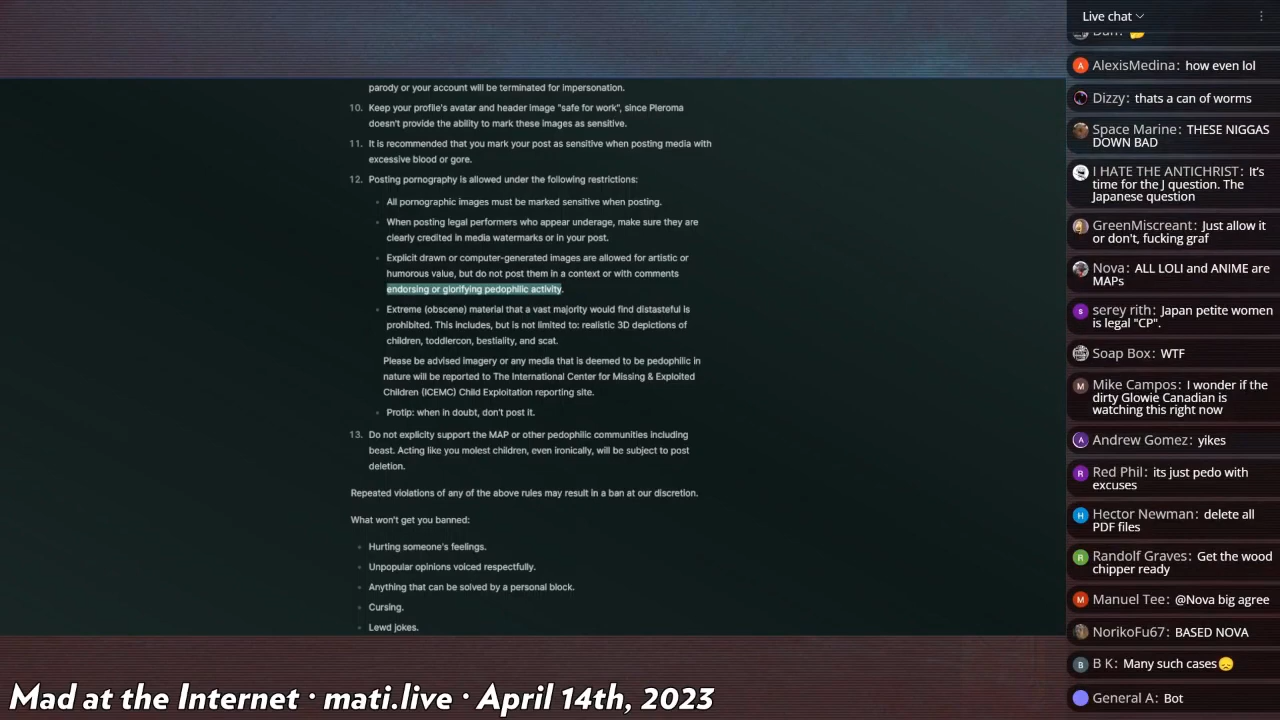 parody or your account will be terminated for impersonation.
10. Keep your profile's avatar and header image "safe for work", since Pleroma
doesn't provide the ability to mark these images as sensitive.
11. It is recommended that you mark your post as sensitive when posting media with
excessive blood or gore.
12. Posting pornography is allowed under the following restrictions:
All pornographic images must be marked sensitive when posting.
When posting legal performers who appear underage, make sure they are
clearly credited in media watermarks or in your post.
Explicit drawn or computer-generated images are allowed for artistic or
humorous value, but do not post them in a context or with comments
endorsing or glorifying pedophilic activity.
Extreme (obscene) material that a vast majority would find distasteful is
prohibited. This includes, but is not limited to: realistic 3D depictions of
children, toddlercon, bestiality, and scat.
Please be advised imagery or any media that is deemed to be pedophilic in
nature will be reported to The International Center for Missing & Exploited
Children (ICEMC) Child Exploitation reporting site.
Protip: when in doubt, don't post it.
13. Do not explicity support the MAP or other pedophilic communities including
beast. Acting like you molest children, even ironically, will be subject to post
deletion.
Repeated violations of any of the above rules may result in a ban at our discretion.
What won't get you banned:
Hurting someone's feelings.
Unpopular opinions voiced respectfully.
Anything that can be solved by a personal block.
Cursing.
Lewd jokes.
Mad at the Internet · mati.live · April 14th, 2023
Live chat
AlexisMedina: how even lol
Dizzy: thats a can of worms
Space Marine: THESE NIGGAS
DOWN BAD
I HATE THE ANTICHRIST: It's
time for the J question. The
Japanese question
GreenMiscreant: Just allow it
or don't, fucking graf
Nova: ALL LOLI and ANIME are
MAPs
serey rith: Japan petite women
is legal "CP".
Soap Box: WTF
Mike Campos: I wonder if the
dirty Glowie Canadian is
watching this right now
Andrew Gomez: yikes
Red Phil: its just pedo with
excuses
Hector Newman: delete all
PDF files
Randolf Graves: Get the wood
chipper ready
Manuel Tee: @Nova big agree
NorikoFu67: BASED NOVA
B K: Many such cases😞
General A: Bot